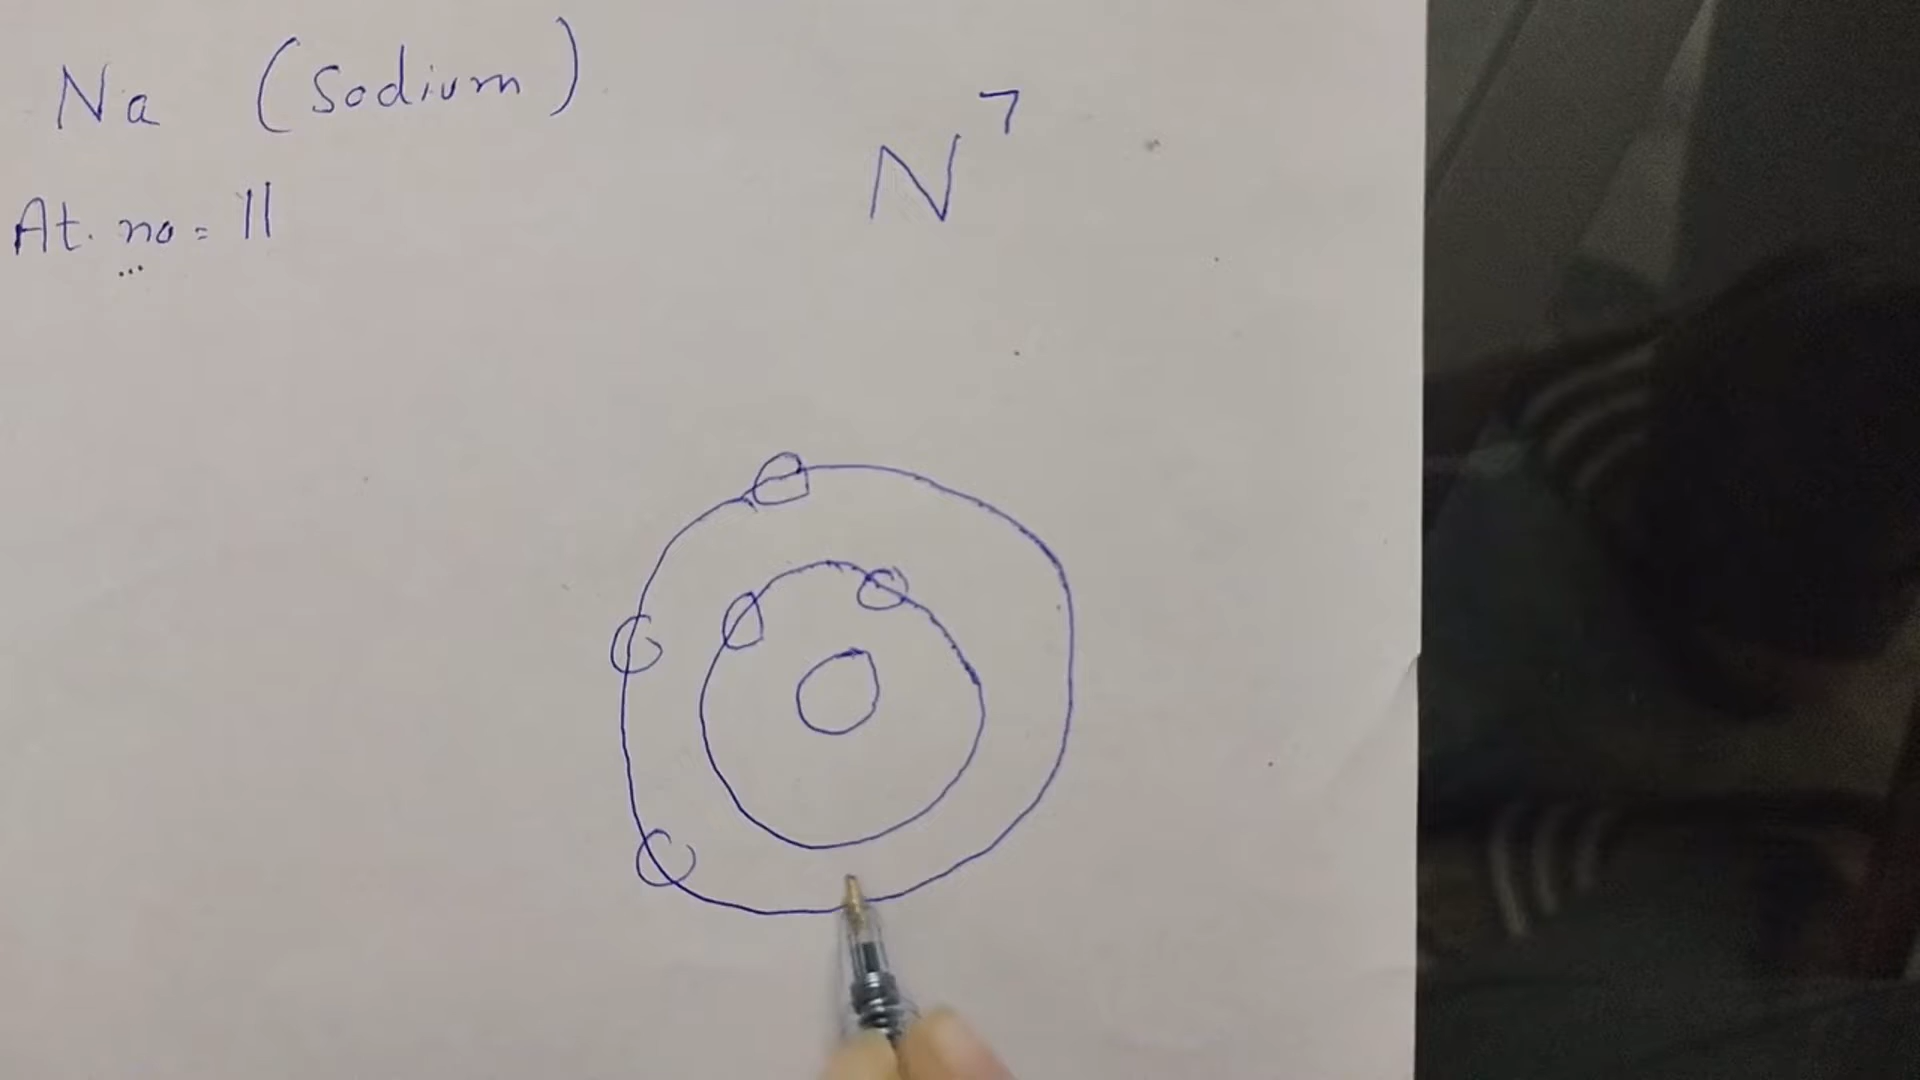 Na (Sodium)
At. no = 11
N⁷